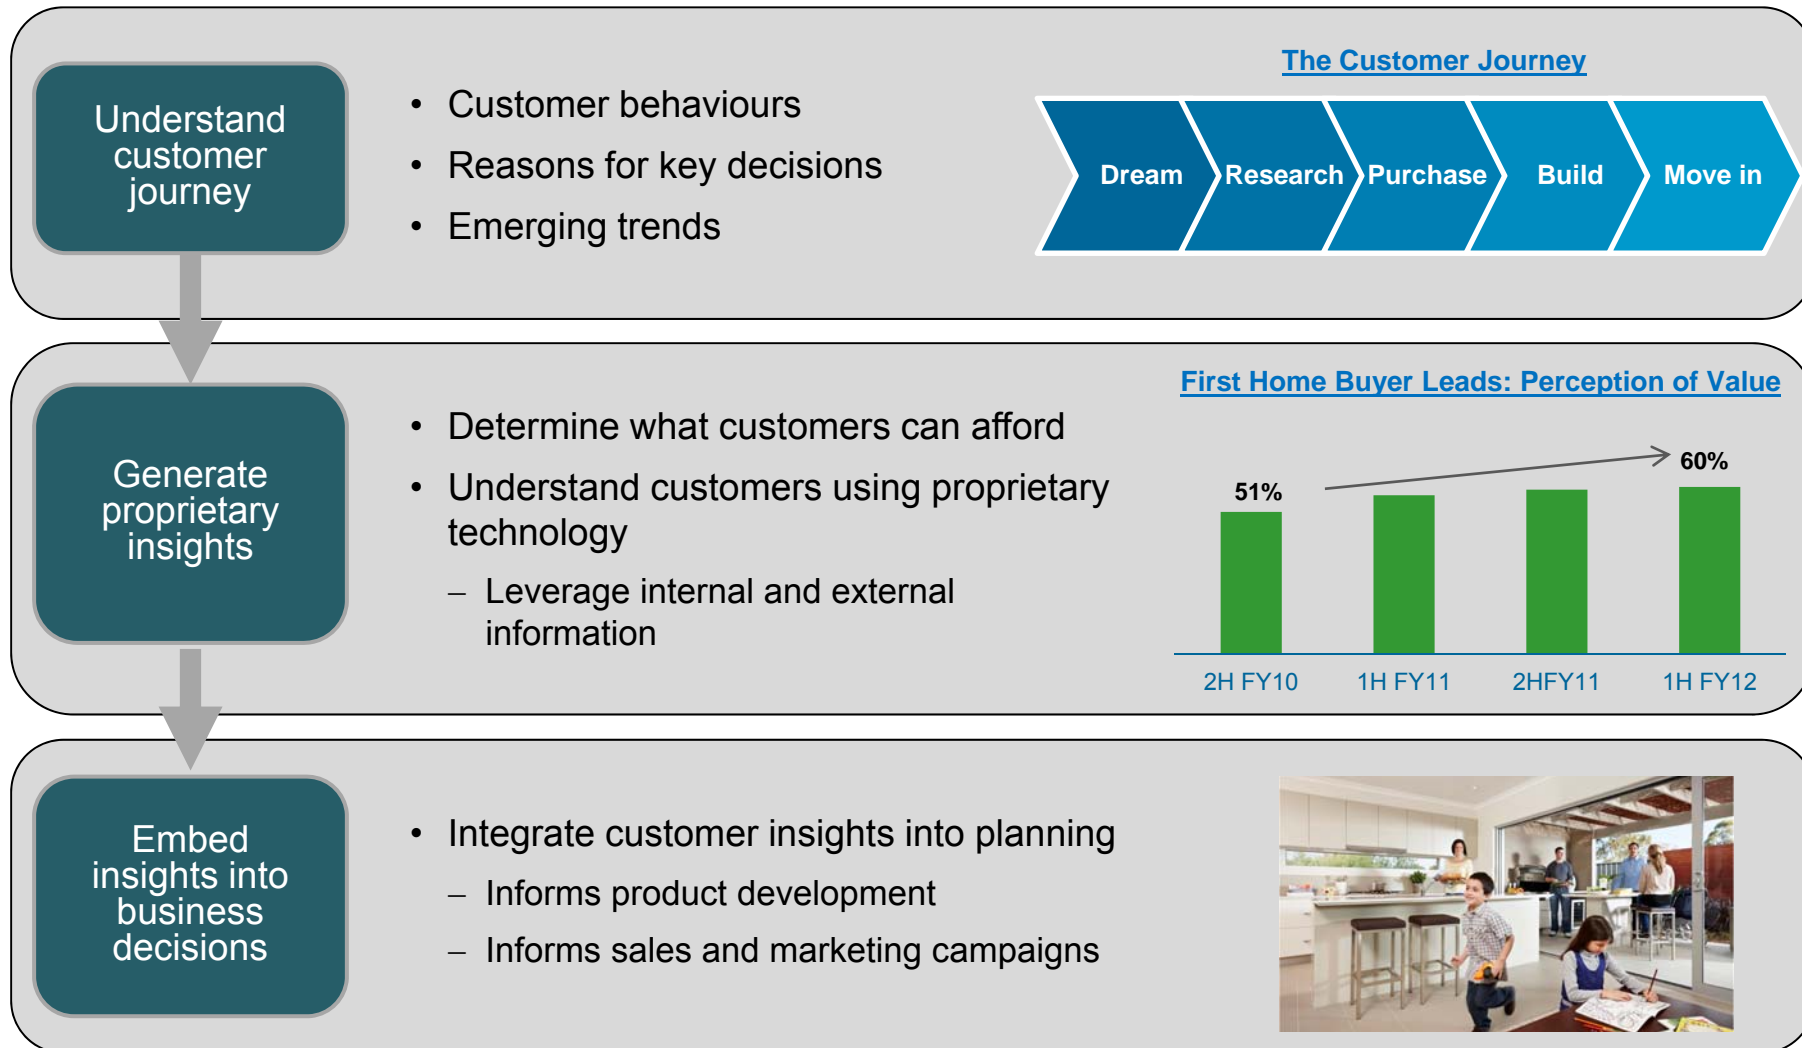 Understand
customer
journey
• Customer behaviours
• Reasons for key decisions
• Emerging trends
The Customer Journey
Dream
Research
Purchase
Build
Move in
Generate
proprietary
insights
• Determine what customers can afford
• Understand customers using proprietary
technology
– Leverage internal and external
information
First Home Buyer Leads: Perception of Value
51%
60%
2H FY10
1H FY11
2HFY11
1H FY12
Embed
insights into
business
decisions
• Integrate customer insights into planning
– Informs product development
– Informs sales and marketing campaigns